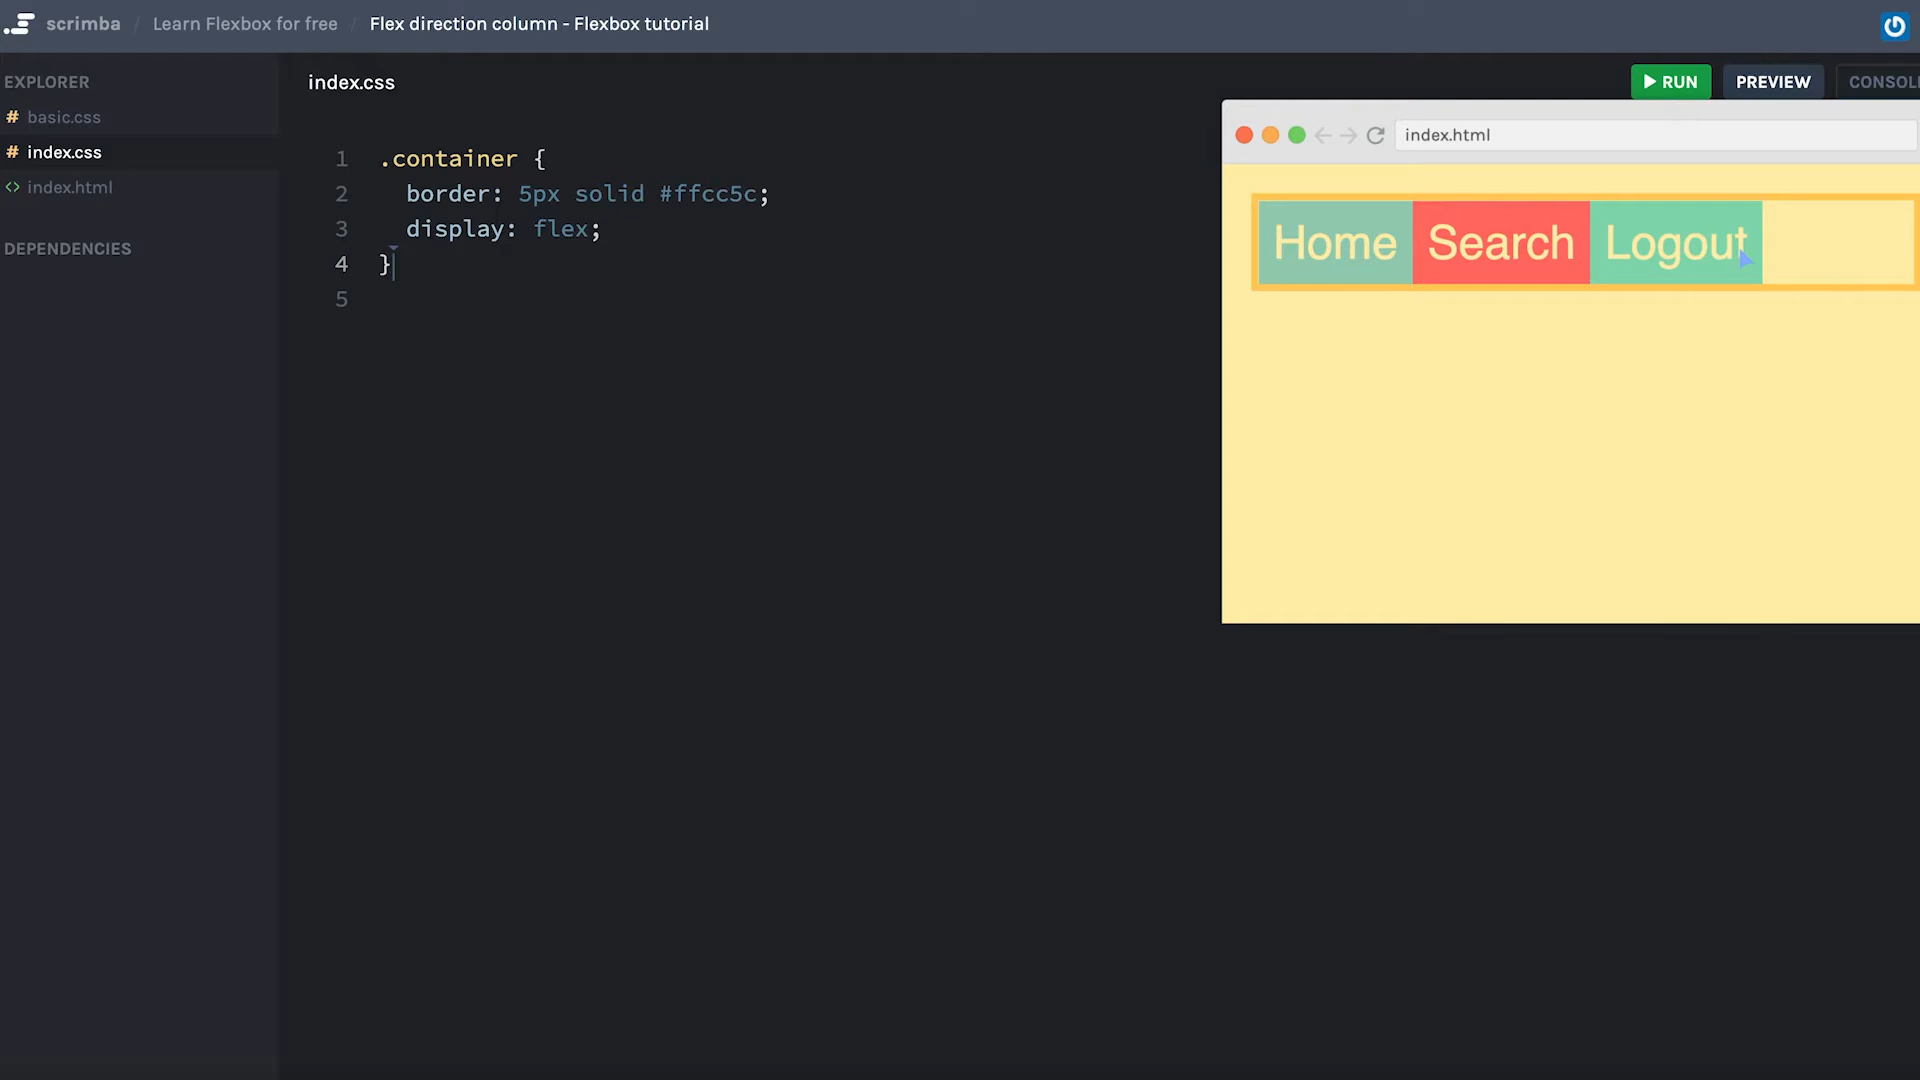 scrimba / Learn Flexbox for free / Flex direction column - Flexbox tutorial
EXPLORER
# basic.css
# index.css
<> index.html
DEPENDENCIES
index.css
RUN PREVIEW CONSOL
index.html
1 .container {
2 border: 5px solid #ffcc5c;
3 display: flex;
4 }
5
Home Search Logout